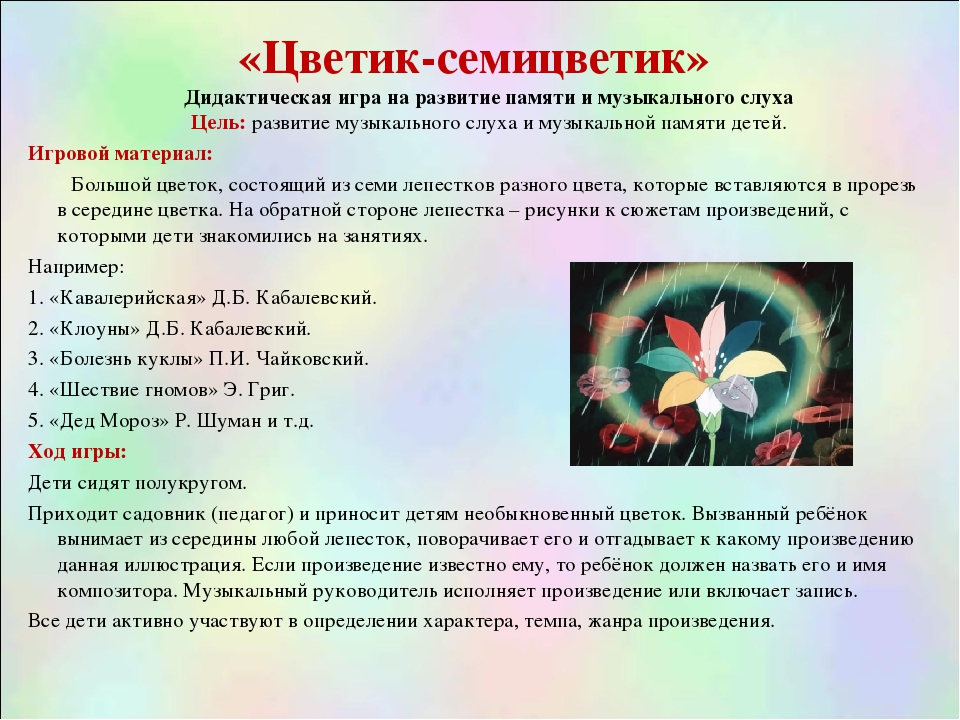 «Цветик-семицветик»
Дидактическая игра на развитие памяти и музыкального слуха
Цель: развитие музыкального слуха и музыкальной памяти детей.
Игровой материал:
Большой цветок, состоящий из семи лепестков разного цвета, которые вставляются в прорезь
в середине цветка. На обратной стороне лепестка – рисунки к сюжетам произведений, с
которыми дети знакомились на занятиях.
Например:
1. «Кавалерийская» Д.Б. Кабалевский.
2. «Клоуны» Д.Б. Кабалевский.
3. «Болезнь куклы» П.И. Чайковский.
4. «Шествие гномов» Э. Григ.
5. «Дед Мороз» Р. Шуман и т.д.
Ход игры:
Дети сидят полукругом.
Приходит садовник (педагог) и приносит детям необыкновенный цветок. Вызванный ребёнок
вынимает из середины любой лепесток, поворачивает его и отгадывает к какому произведению
данная иллюстрация. Если произведение известно ему, то ребёнок должен назвать его и имя
композитора. Музыкальный руководитель исполняет произведение или включает запись.
Все дети активно участвуют в определении характера, темпа, жанра произведения.